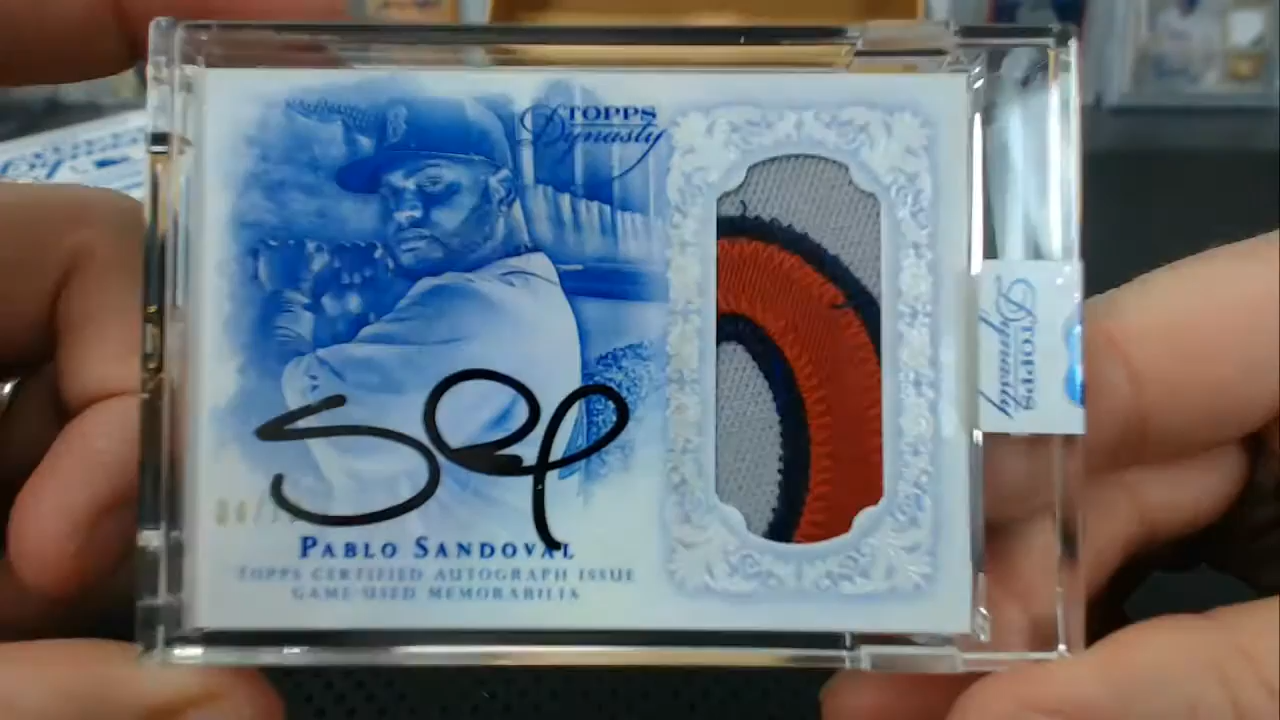 TOPPS
Dynasty
PABLO SANDOVAL
TOPPS CERTIFIED AUTOGRAPH ISSUE
GAME-USED MEMORABILIA
TOPPS
Dynasty